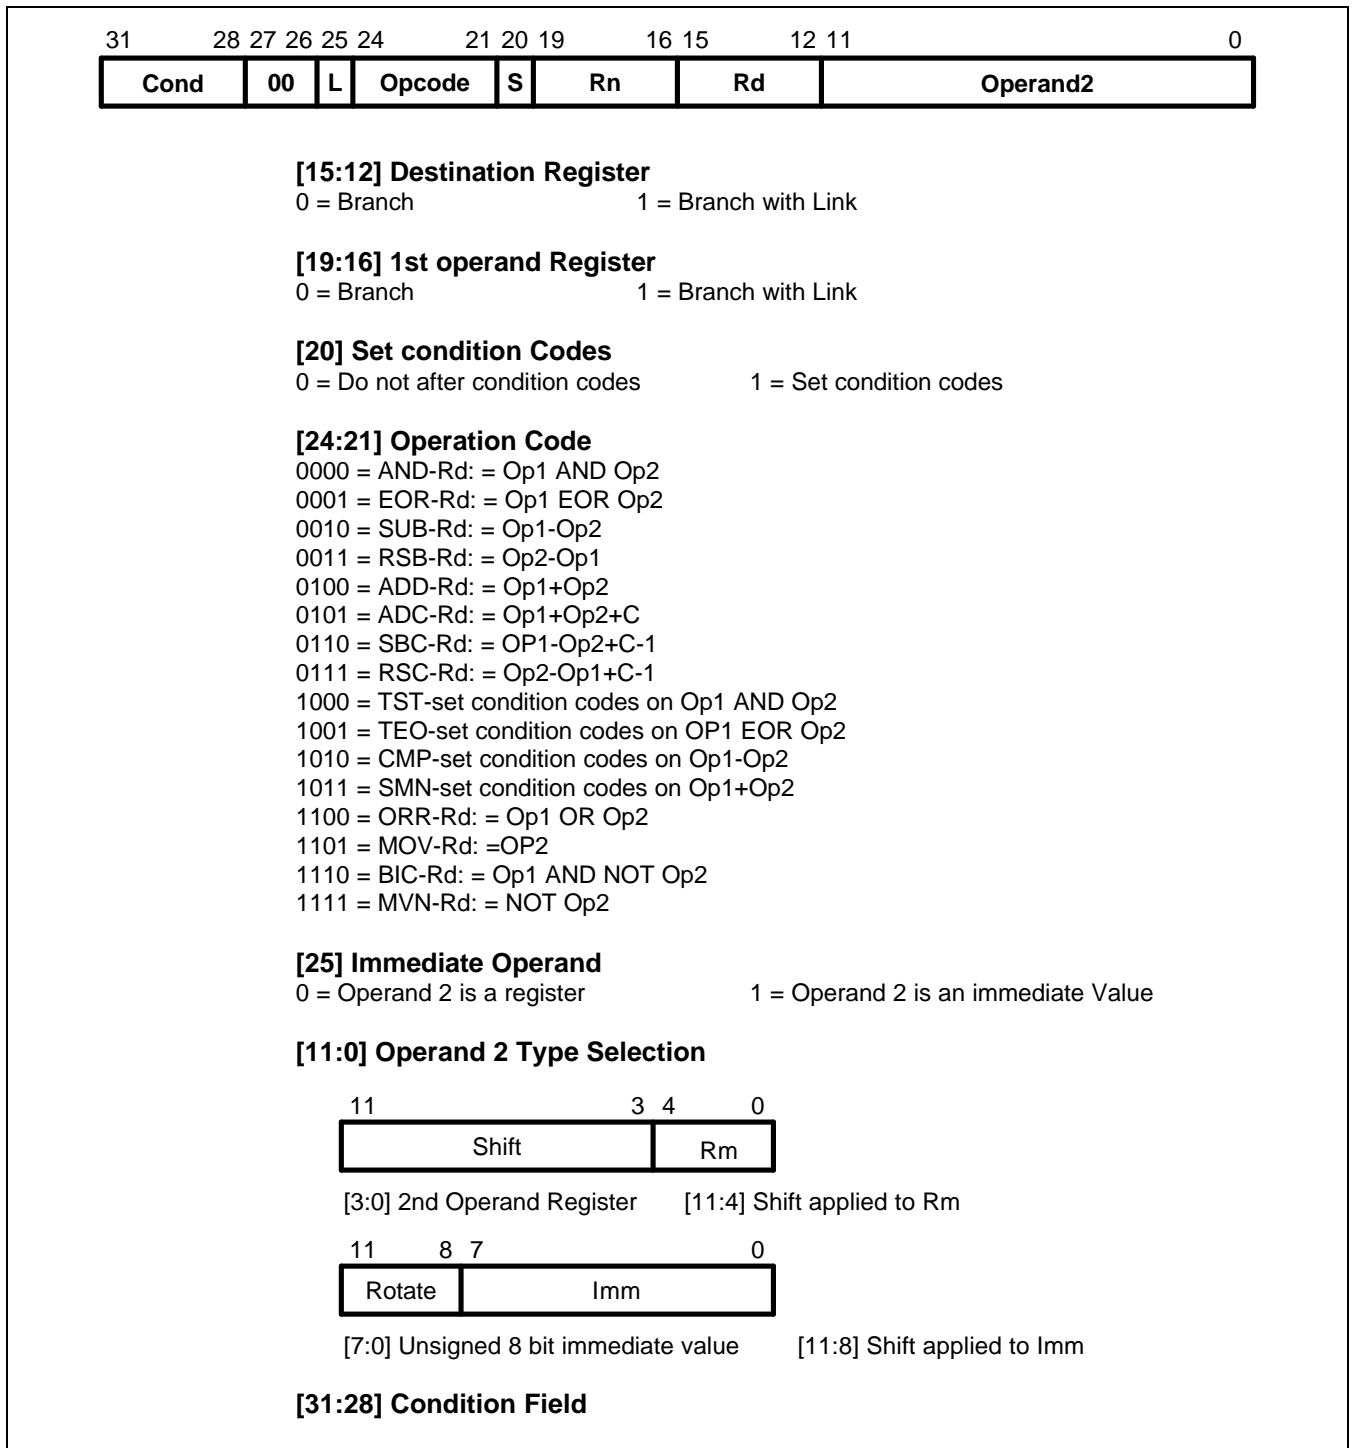 31 28 27 26 25 24 21 20 19 16 15 12 11 0
Cond 00 L Opcode S Rn Rd Operand2
[15:12] Destination Register
0 = Branch 1 = Branch with Link
[19:16] 1st operand Register
0 = Branch 1 = Branch with Link
[20] Set condition Codes
0 = Do not after condition codes 1 = Set condition codes
[24:21] Operation Code
0000 = AND-Rd: = Op1 AND Op2
0001 = EOR-Rd: = Op1 EOR Op2
0010 = SUB-Rd: = Op1-Op2
0011 = RSB-Rd: = Op2-Op1
0100 = ADD-Rd: = Op1+Op2
0101 = ADC-Rd: = Op1+Op2+C
0110 = SBC-Rd: = OP1-Op2+C-1
0111 = RSC-Rd: = Op2-Op1+C-1
1000 = TST-set condition codes on Op1 AND Op2
1001 = TEO-set condition codes on OP1 EOR Op2
1010 = CMP-set condition codes on Op1-Op2
1011 = SMN-set condition codes on Op1+Op2
1100 = ORR-Rd: = Op1 OR Op2
1101 = MOV-Rd: =OP2
1110 = BIC-Rd: = Op1 AND NOT Op2
1111 = MVN-Rd: = NOT Op2
[25] Immediate Operand
0 = Operand 2 is a register 1 = Operand 2 is an immediate Value
[11:0] Operand 2 Type Selection
11 3 4 0
Shift Rm
[3:0] 2nd Operand Register [11:4] Shift applied to Rm
11 8 7 0
Rotate Imm
[7:0] Unsigned 8 bit immediate value [11:8] Shift applied to Imm
[31:28] Condition Field